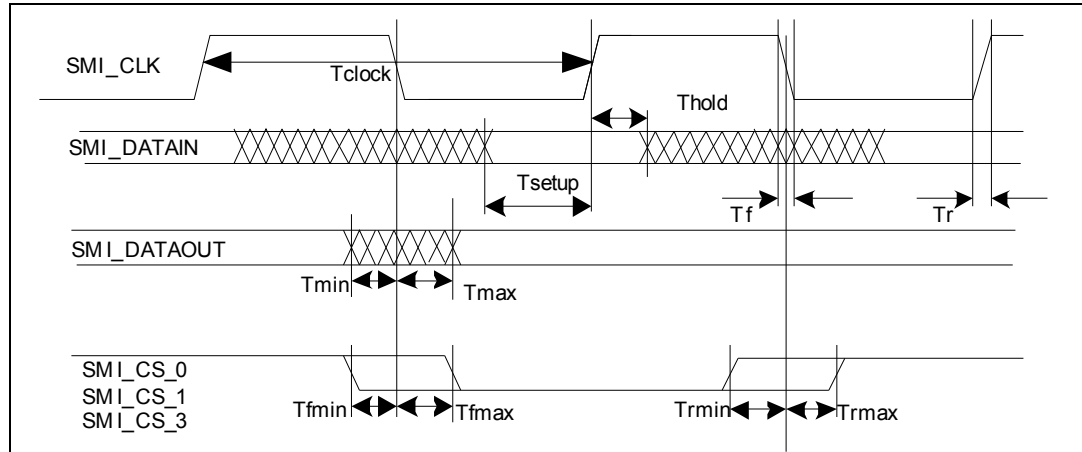 SMI_CLK
Tclock
Thold
SMI_DATAIN
Tsetup
Tf
Tr
SMI_DATAOUT
Tmin
Tmax
SMI_CS_0
SMI_CS_1
SMI_CS_3
Tfmin
Tfmax
Trmin
Trmax